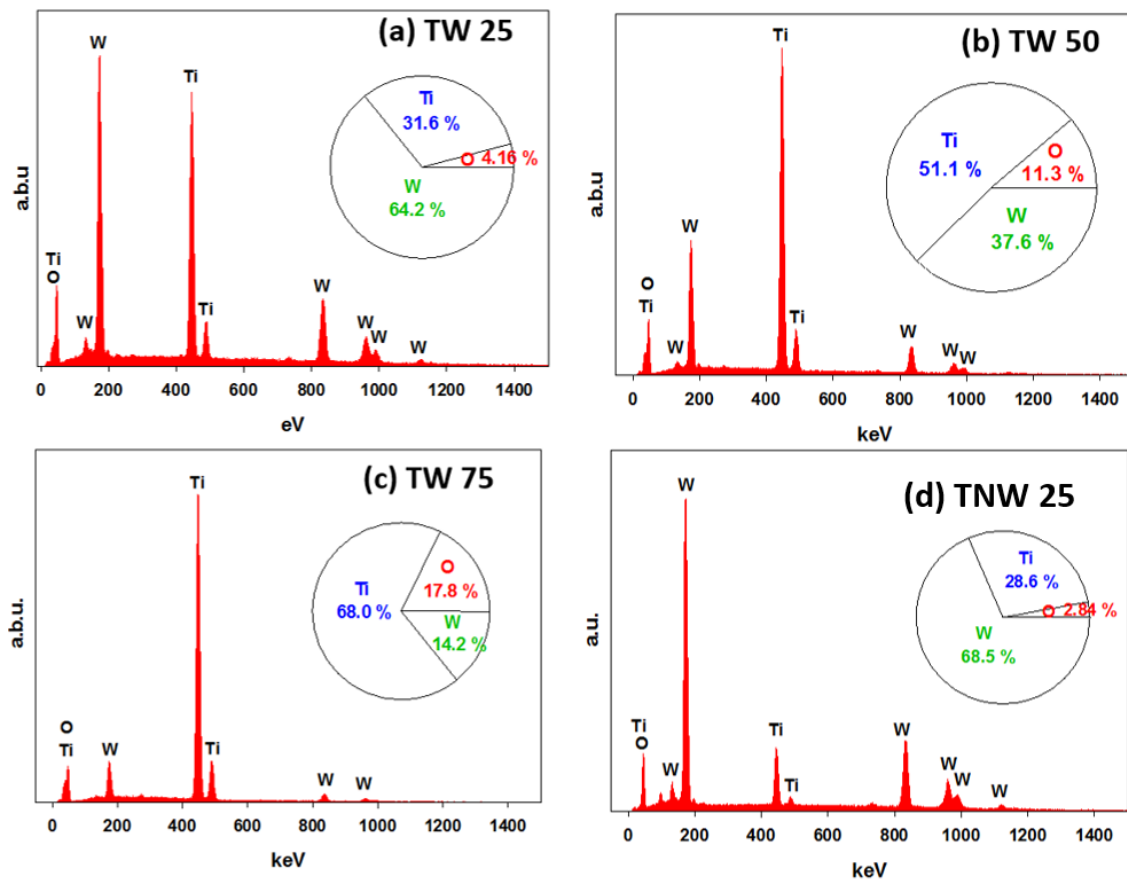 (a) TW 25
W
Ti
Ti
31.6 %
O 4.16 %
W
64.2 %
a.b.u
Ti
O
W
Ti
W
W
W
W
0 200 400 600 800 1000 1200 1400
eV
(b) TW 50
Ti
Ti
51.1 %
O
11.3 %
W
37.6 %
a.b.u
W
O
Ti
W
Ti
W
W
W
0 200 400 600 800 1000 1200 1400
keV
(c) TW 75
Ti
Ti
68.0 %
O
17.8 %
W
14.2 %
a.b.u.
O
Ti
W
Ti
W
W
0 200 400 600 800 1000 1200 1400
keV
(d) TNW 25
W
Ti
28.6 %
O 2.84 %
W
68.5 %
a.u.
Ti
O
W
Ti
Ti
W
W
W
W
0 200 400 600 800 1000 1200 1400
keV